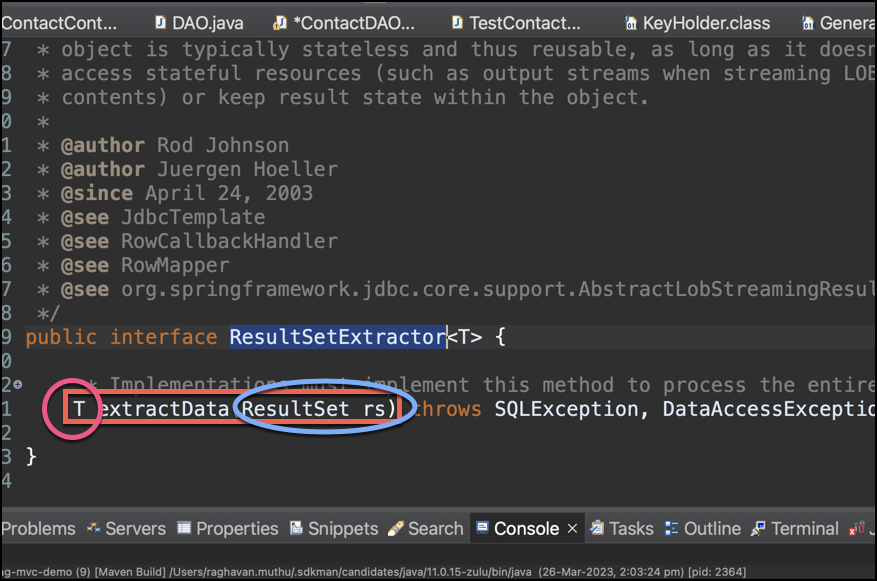 ContactCont... DAO.java *ContactDAO... TestContact... KeyHolder.class Genera
7 * object is typically stateless and thus reusable, as long as it doesn
8 * access stateful resources (such as output streams when streaming LOB
9 * contents) or keep result state within the object.
0 *
1 * @author Rod Johnson
2 * @author Juergen Hoeller
3 * @since April 24, 2003
4 * @see JdbcTemplate
5 * @see RowCallbackHandler
6 * @see RowMapper
7 * @see org.springframework.jdbc.core.support.AbstractLobStreamingResul
8 */
9 public interface ResultSetExtractor<T> {
0
2 * Implementations must implement this method to process the entire
1 T extractData(ResultSet rs) throws SQLException, DataAccessExceptio
2
3 }
4
Problems Servers Properties Snippets Search Console Tasks Outline Terminal J
ng-mvc-demo (9) [Maven Build] /Users/raghavan.muthu/.sdkman/candidates/java/11.0.15-zulu/bin/java (26-Mar-2023, 2:03:24 pm) [pid: 2364]